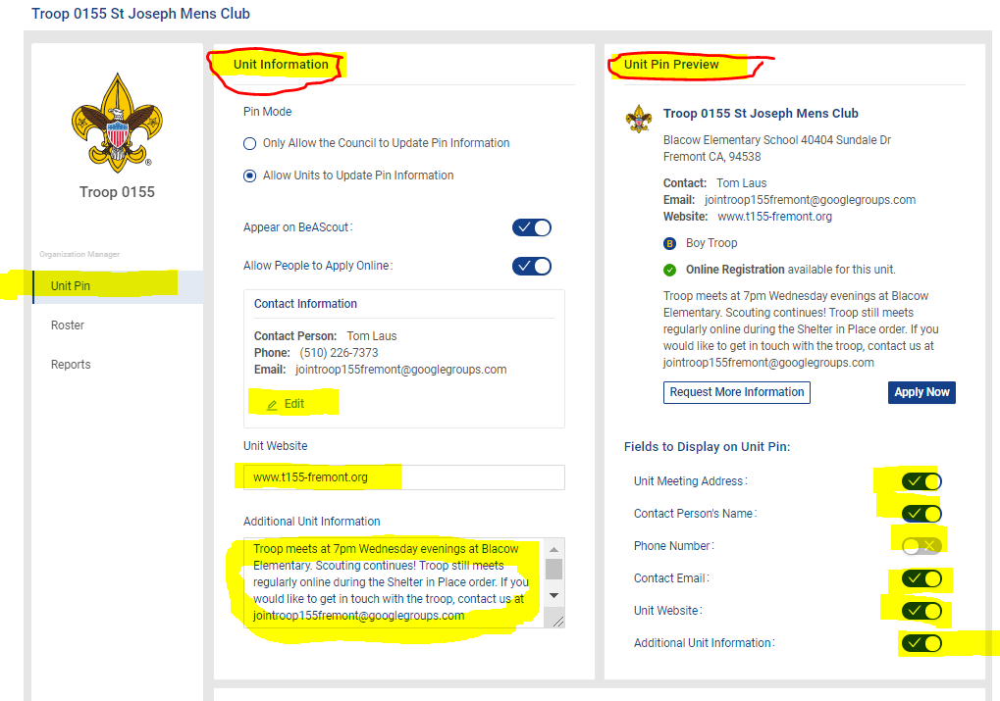 Troop 0155 St Joseph Mens Club
Troop 0155
Organization Manager
Unit Pin
Roster
Reports
Unit Information
Pin Mode
Only Allow the Council to Update Pin Information
Allow Units to Update Pin Information
Appear on BeAScout:
Allow People to Apply Online:
Contact Information
Contact Person: Tom Laus
Phone: (510) 226-7373
Email: jointroop155fremont@googlegroups.com
Edit
Unit Website
www.t155-fremont.org
Additional Unit Information
Troop meets at 7pm Wednesday evenings at Blacow
Elementary. Scouting continues! Troop still meets
regularly online during the Shelter in Place order. If you
would like to get in touch with the troop, contact us at
jointroop155fremont@googlegroups.com
Unit Pin Preview
Troop 0155 St Joseph Mens Club
Blacow Elementary School 40404 Sundale Dr
Fremont CA, 94538
Contact: Tom Laus
Email: jointroop155fremont@googlegroups.com
Website: www.t155-fremont.org
B Boy Troop
Online Registration available for this unit.
Troop meets at 7pm Wednesday evenings at Blacow
Elementary. Scouting continues! Troop still meets
regularly online during the Shelter in Place order. If you
would like to get in touch with the troop, contact us at
jointroop155fremont@googlegroups.com
Request More Information
Apply Now
Fields to Display on Unit Pin:
Unit Meeting Address:
Contact Person's Name:
Phone Number:
Contact Email:
Unit Website:
Additional Unit Information: